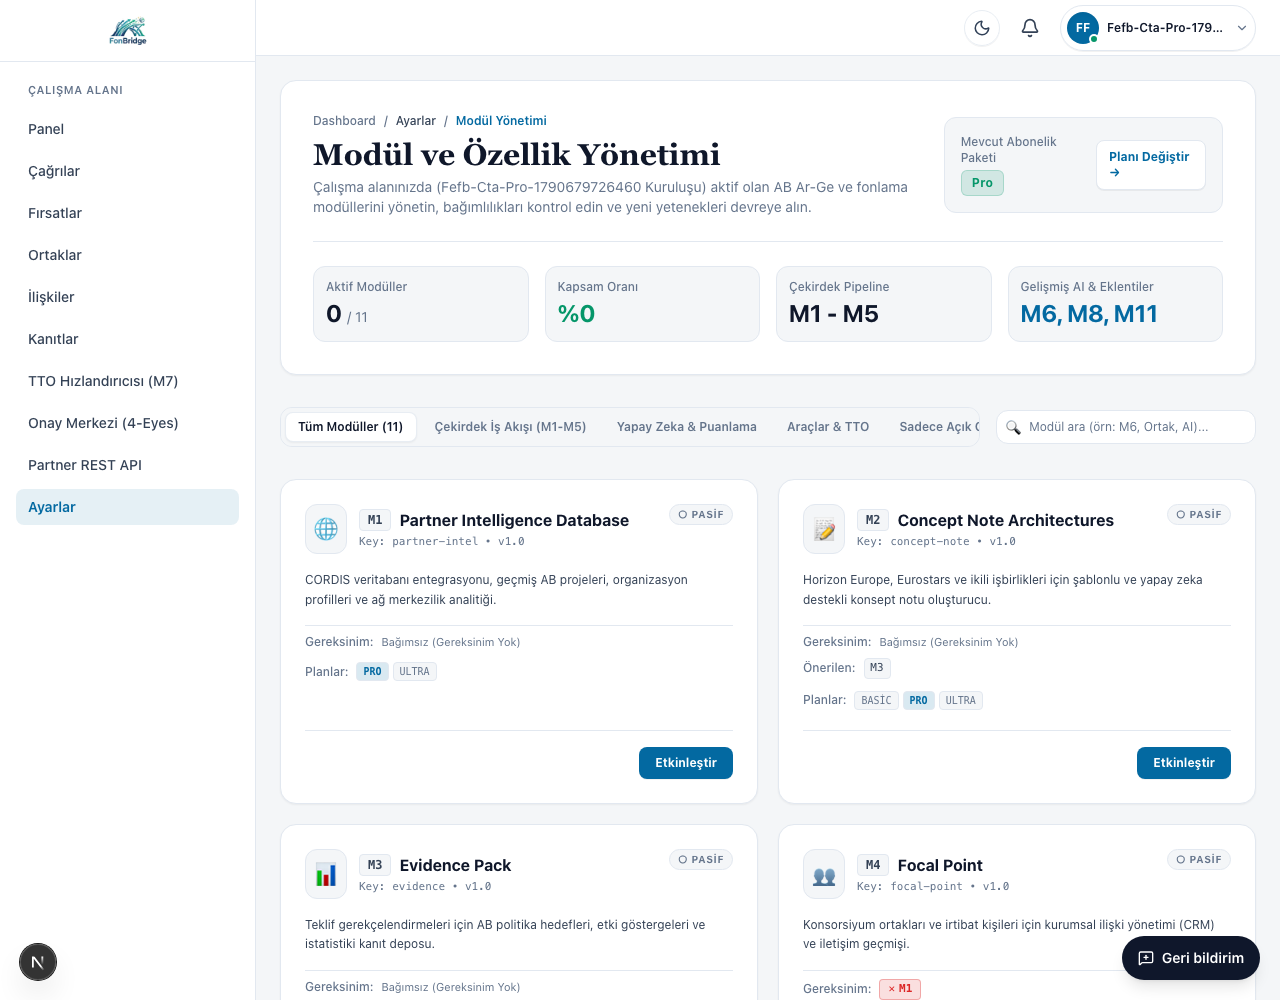 FonBridge
FF
Fefb-Cta-Pro-179...
ÇALIŞMA ALANI
Panel
Çağrılar
Fırsatlar
Ortaklar
İlişkiler
Kanıtlar
TTO Hızlandırıcısı (M7)
Onay Merkezi (4-Eyes)
Partner REST API
Ayarlar
Dashboard / Ayarlar / Modül Yönetimi
Modül ve Özellik Yönetimi
Çalışma alanınızda (Fefb-Cta-Pro-1790679726460 Kuruluşu) aktif olan AB Ar-Ge ve fonlama
modüllerini yönetin, bağımlılıkları kontrol edin ve yeni yetenekleri devreye alın.
Mevcut Abonelik
Paketi
Pro
Planı Değiştir
→
Aktif Modüller
0 / 11
Kapsam Oranı
%0
Çekirdek Pipeline
M1 - M5
Gelişmiş AI & Eklentiler
M6, M8, M11
Tüm Modüller (11)
Çekirdek İş Akışı (M1-M5)
Yapay Zeka & Puanlama
Araçlar & TTO
Sadece Açık
Modül ara (örn: M6, Ortak, AI)...
M1 Partner Intelligence Database
PASİF
Key: partner-intel • v1.0
CORDIS veritabanı entegrasyonu, geçmiş AB projeleri, organizasyon
profilleri ve ağ merkezilik analitiği.
Gereksinim: Bağımsız (Gereksinim Yok)
Planlar: PRO ULTRA
Etkinleştir
M2 Concept Note Architectures
PASİF
Key: concept-note • v1.0
Horizon Europe, Eurostars ve ikili işbirlikleri için şablonlu ve yapay zeka
destekli konsept notu oluşturucu.
Gereksinim: Bağımsız (Gereksinim Yok)
Önerilen: M3
Planlar: BASİC PRO ULTRA
Etkinleştir
M3 Evidence Pack
PASİF
Key: evidence • v1.0
Teklif gerekçelendirmeleri için AB politika hedefleri, etki göstergeleri ve
istatistiki kanıt deposu.
Gereksinim: Bağımsız (Gereksinim Yok)
M4 Focal Point
PASİF
Key: focal-point • v1.0
Konsorsiyum ortakları ve irtibat kişileri için kurumsal ilişki yönetimi (CRM)
ve iletişim geçmişi.
Gereksinim: × M1
N
Geri bildirim